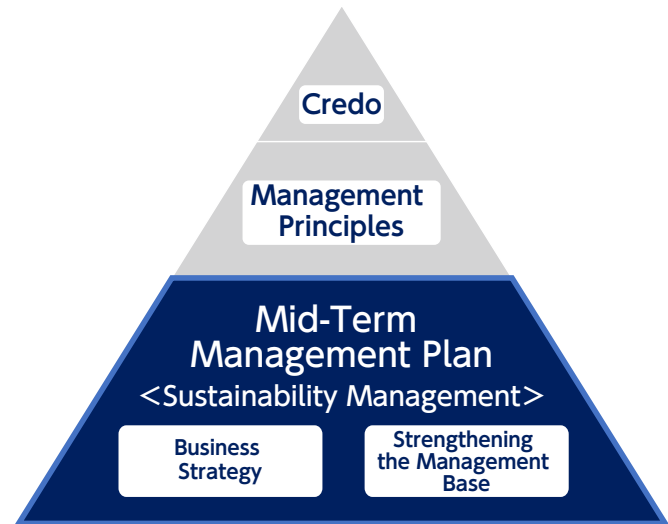 Credo
Management
Principles
Mid-Term
Management Plan
<Sustainability Management>
Business
Strategy
Strengthening
the Management
Base